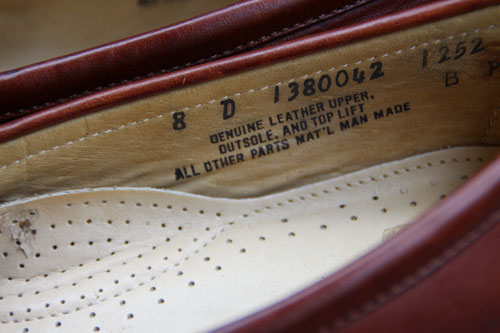 8 D 1380042 1252
B P
GENUINE LEATHER UPPER,
OUTSOLE, AND TOP LIFT
ALL OTHER PARTS MAT'L MAN MADE